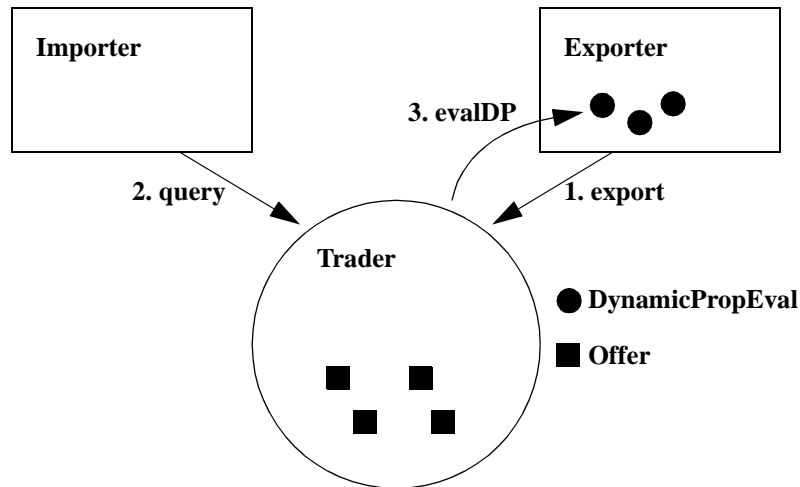 Importer
Exporter
3. evalDP
2. query
1. export
Trader
DynamicPropEval
Offer